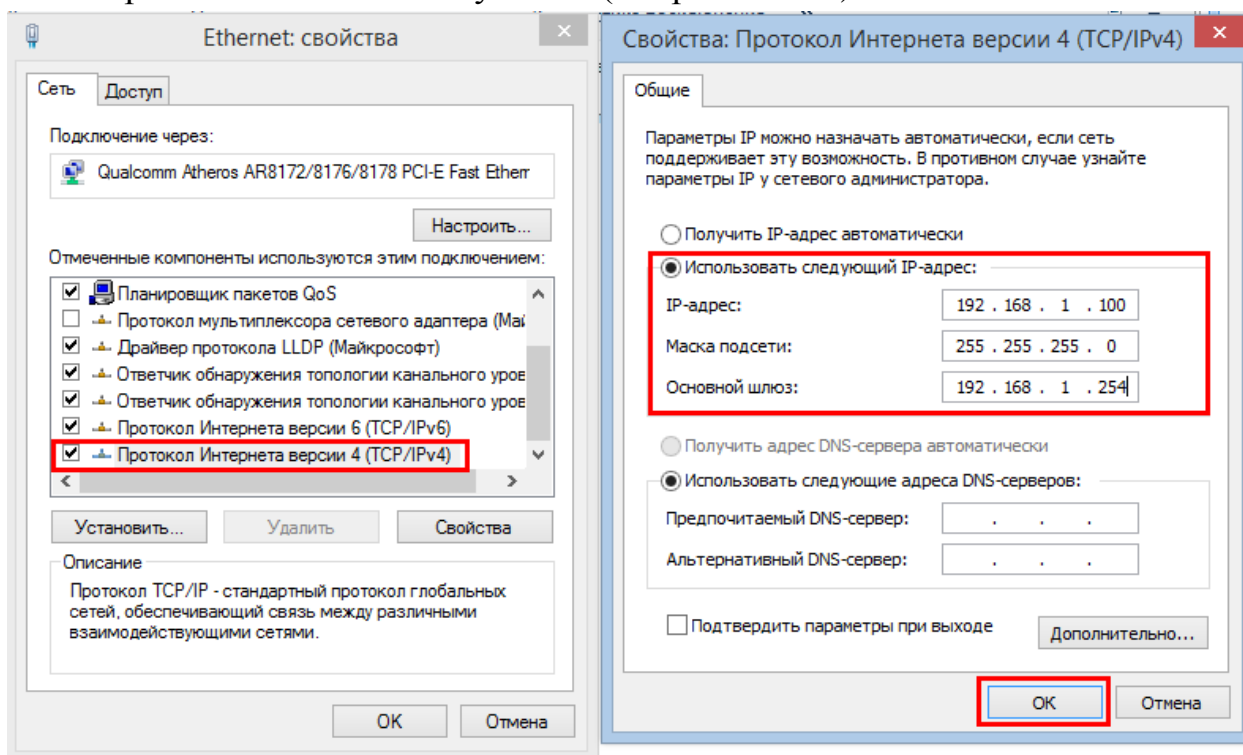 Ethernet: свойства
Сеть
Доступ
Подключение через:
Qualcomm Atheros AR8172/8176/8178 PCI-E Fast Ethern
Настроить...
Отмеченные компоненты используются этим подключением:
Планировщик пакетов QoS
Протокол мультиплексора сетевого адаптера (Май
Драйвер протокола LLDP (Майкрософт)
Ответчик обнаружения топологии канального уров
Ответчик обнаружения топологии канального уров
Протокол Интернета версии 6 (TCP/IPv6)
Протокол Интернета версии 4 (TCP/IPv4)
Установить...
Удалить
Свойства
Описание
Протокол TCP/IP - стандартный протокол глобальных
сетей, обеспечивающий связь между различными
взаимодействующими сетями.
OK
Отмена
Свойства: Протокол Интернета версии 4 (TCP/IPv4)
Общие
Параметры IP можно назначать автоматически, если сеть
поддерживает эту возможность. В противном случае узнайте
параметры IP у сетевого администратора.
Получить IP-адрес автоматически
Использовать следующий IP-адрес:
IP-адрес: 192 . 168 . 1 . 100
Маска подсети: 255 . 255 . 255 . 0
Основной шлюз: 192 . 168 . 1 . 254
Получить адрес DNS-сервера автоматически
Использовать следующие адреса DNS-серверов:
Предпочитаемый DNS-сервер: . . .
Альтернативный DNS-сервер: . . .
Подтвердить параметры при выходе
Дополнительно...
OK
Отмена